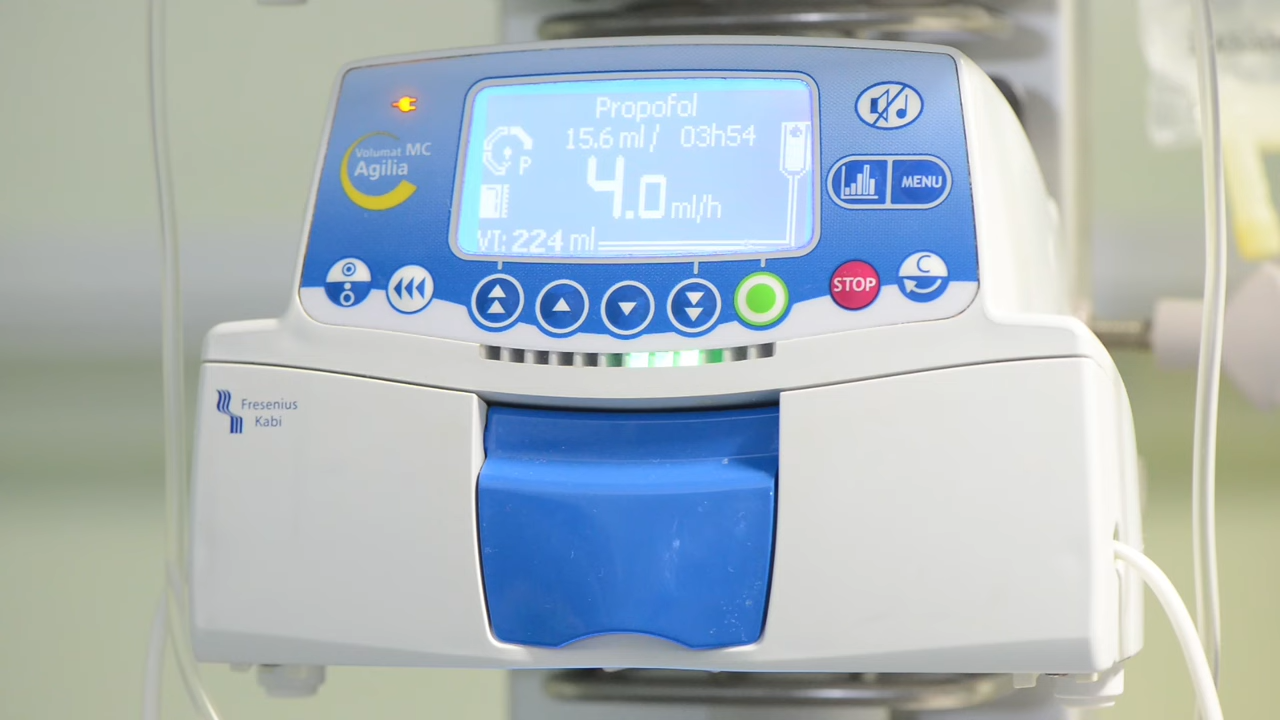 Propofol
15.6 ml / 03h54
P
4.0 ml/h
VI: 224 ml
Volumat MC
Agilia
MENU
STOP
C
Fresenius
Kabi